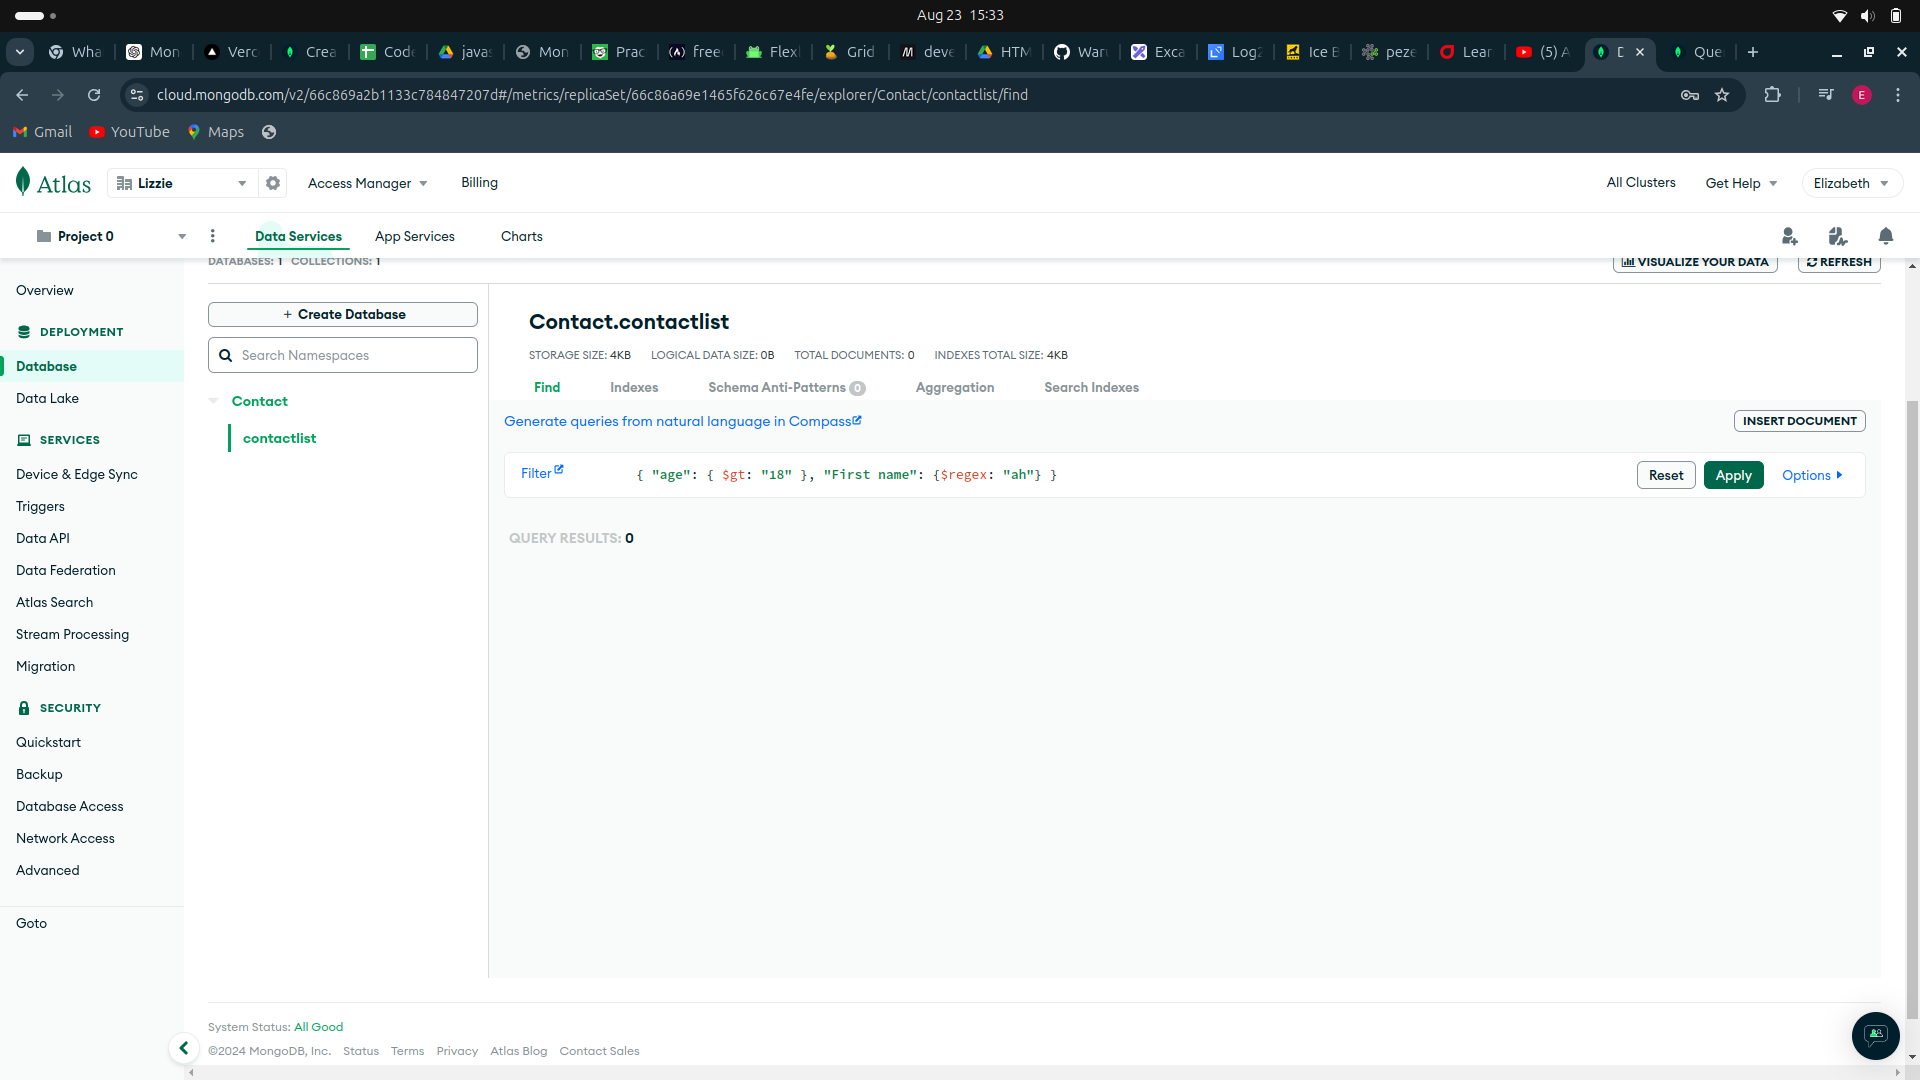 Aug 23 15:33
Wha
Mon
Verc
Crea
Code
javas
Mon
Prac
free
Flexl
Grid
deve
HTM
Waru
Exca
Log2
Ice B
peze
Lear
(5) A
D
Que
cloud.mongodb.com/v2/66c869a2b1133c784847207d#/metrics/replicaSet/66c86a69e1465f626c67e4fe/explorer/Contact/contactlist/find
E
Gmail
YouTube
Maps
Atlas
Lizzie
Access Manager
Billing
All Clusters
Get Help
Elizabeth
Project 0
Data Services
App Services
Charts
DATABASES: 1 COLLECTIONS: 1
VISUALIZE YOUR DATA
REFRESH
Overview
DEPLOYMENT
Database
Data Lake
SERVICES
Device & Edge Sync
Triggers
Data API
Data Federation
Atlas Search
Stream Processing
Migration
SECURITY
Quickstart
Backup
Database Access
Network Access
Advanced
Goto
+ Create Database
Search Namespaces
Contact
contactlist
Contact.contactlist
STORAGE SIZE: 4KB LOGICAL DATA SIZE: 0B TOTAL DOCUMENTS: 0 INDEXES TOTAL SIZE: 4KB
Find
Indexes
Schema Anti-Patterns 0
Aggregation
Search Indexes
Generate queries from natural language in Compass
INSERT DOCUMENT
Filter
{ "age": { $gt: "18" }, "First name": {$regex: "ah"} }
Reset
Apply
Options
QUERY RESULTS: 0
System Status: All Good
©2024 MongoDB, Inc. Status Terms Privacy Atlas Blog Contact Sales